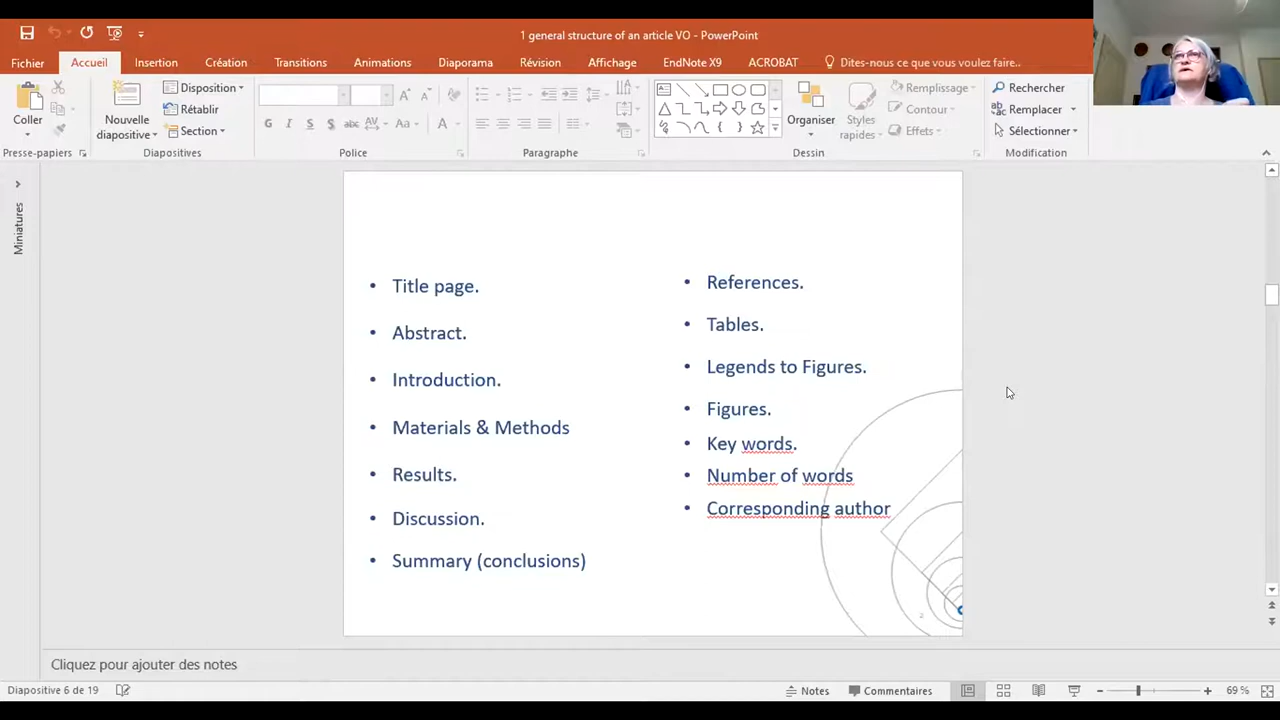 1 general structure of an article VO - PowerPoint
Fichier Accueil Insertion Création Transitions Animations Diaporama Révision Affichage EndNote X9 ACROBAT Dites-nous ce que vous voulez faire..
Coller
Presse-papiers
Nouvelle diapositive
Disposition
Rétablir
Section
Diapositives
G I S S abc AV Aa A
Police
Paragraphe
Organiser
Styles rapides
Remplissage
Contour
Effets
Dessin
Rechercher
Remplacer
Sélectionner
Modification
Miniatures
• Title page.
• Abstract.
• Introduction.
• Materials & Methods
• Results.
• Discussion.
• Summary (conclusions)
• References.
• Tables.
• Legends to Figures.
• Figures.
• Key words.
• Number of words
• Corresponding author
2
Cliquez pour ajouter des notes
Diapositive 6 de 19 Notes Commentaires 69 %